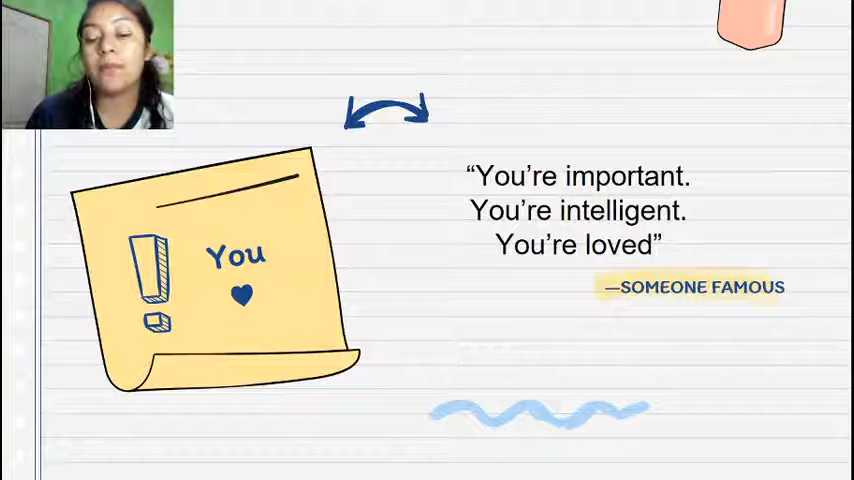 You
“You’re important.
You’re intelligent.
You’re loved”
—SOMEONE FAMOUS